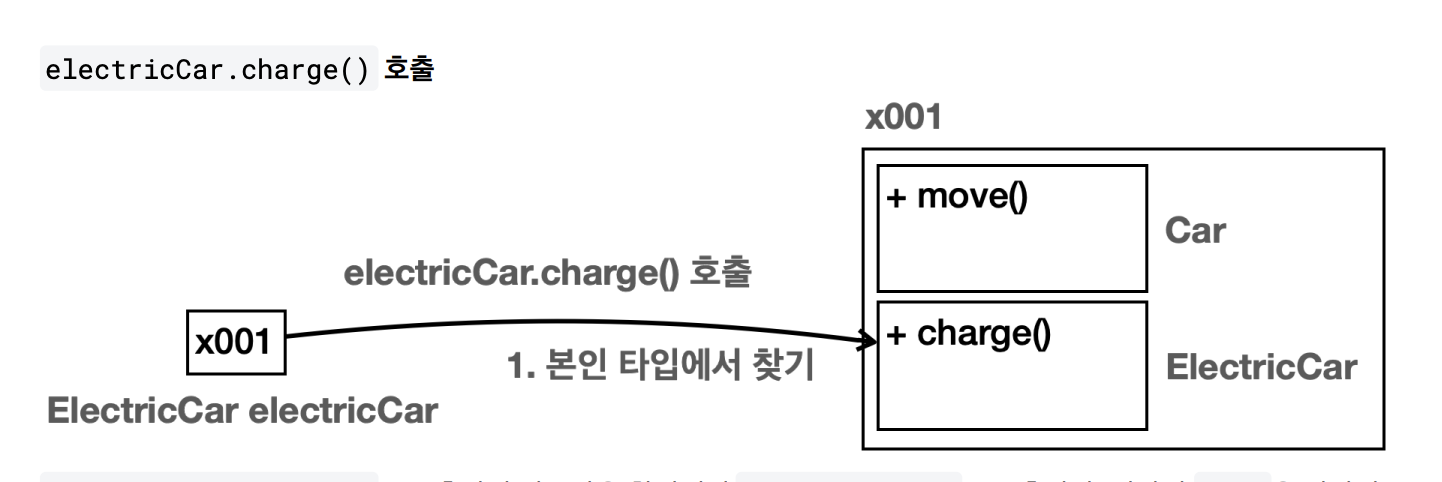 electricCar.charge() 호출
x001
+ move()
Car
electricCar.charge() 호출
x001
+ charge()
1. 본인 타입에서 찾기
ElectricCar
ElectricCar electricCar